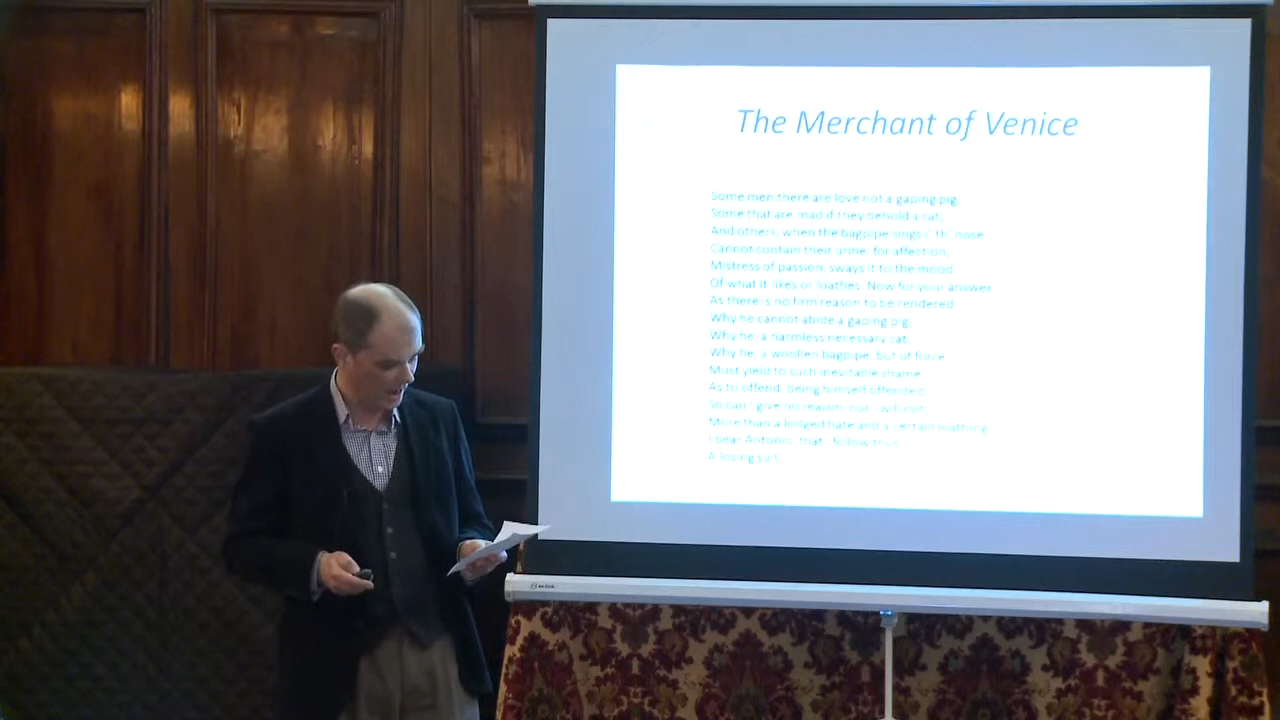 The Merchant of Venice
Some men there are love not a gaping pig,
Some that are mad if they behold a cat,
And others, when the bagpipe sings i' th' nose
Cannot contain their urine: for affection,
Mistress of passion, sways it to the mood
Of what it likes or loathes. Now for your answer
As there is no firm reason to be rendered
Why he cannot abide a gaping pig,
Why he, a harmless necessary cat,
Why he, a woollen bagpipe, but of force
Must yield to such inevitable shame
As to offend, being himself offended,
So can I give no reason, nor I will not,
More than a lodged hate and a certain loathing
I bear Antonio, that I follow thus
A losing suit